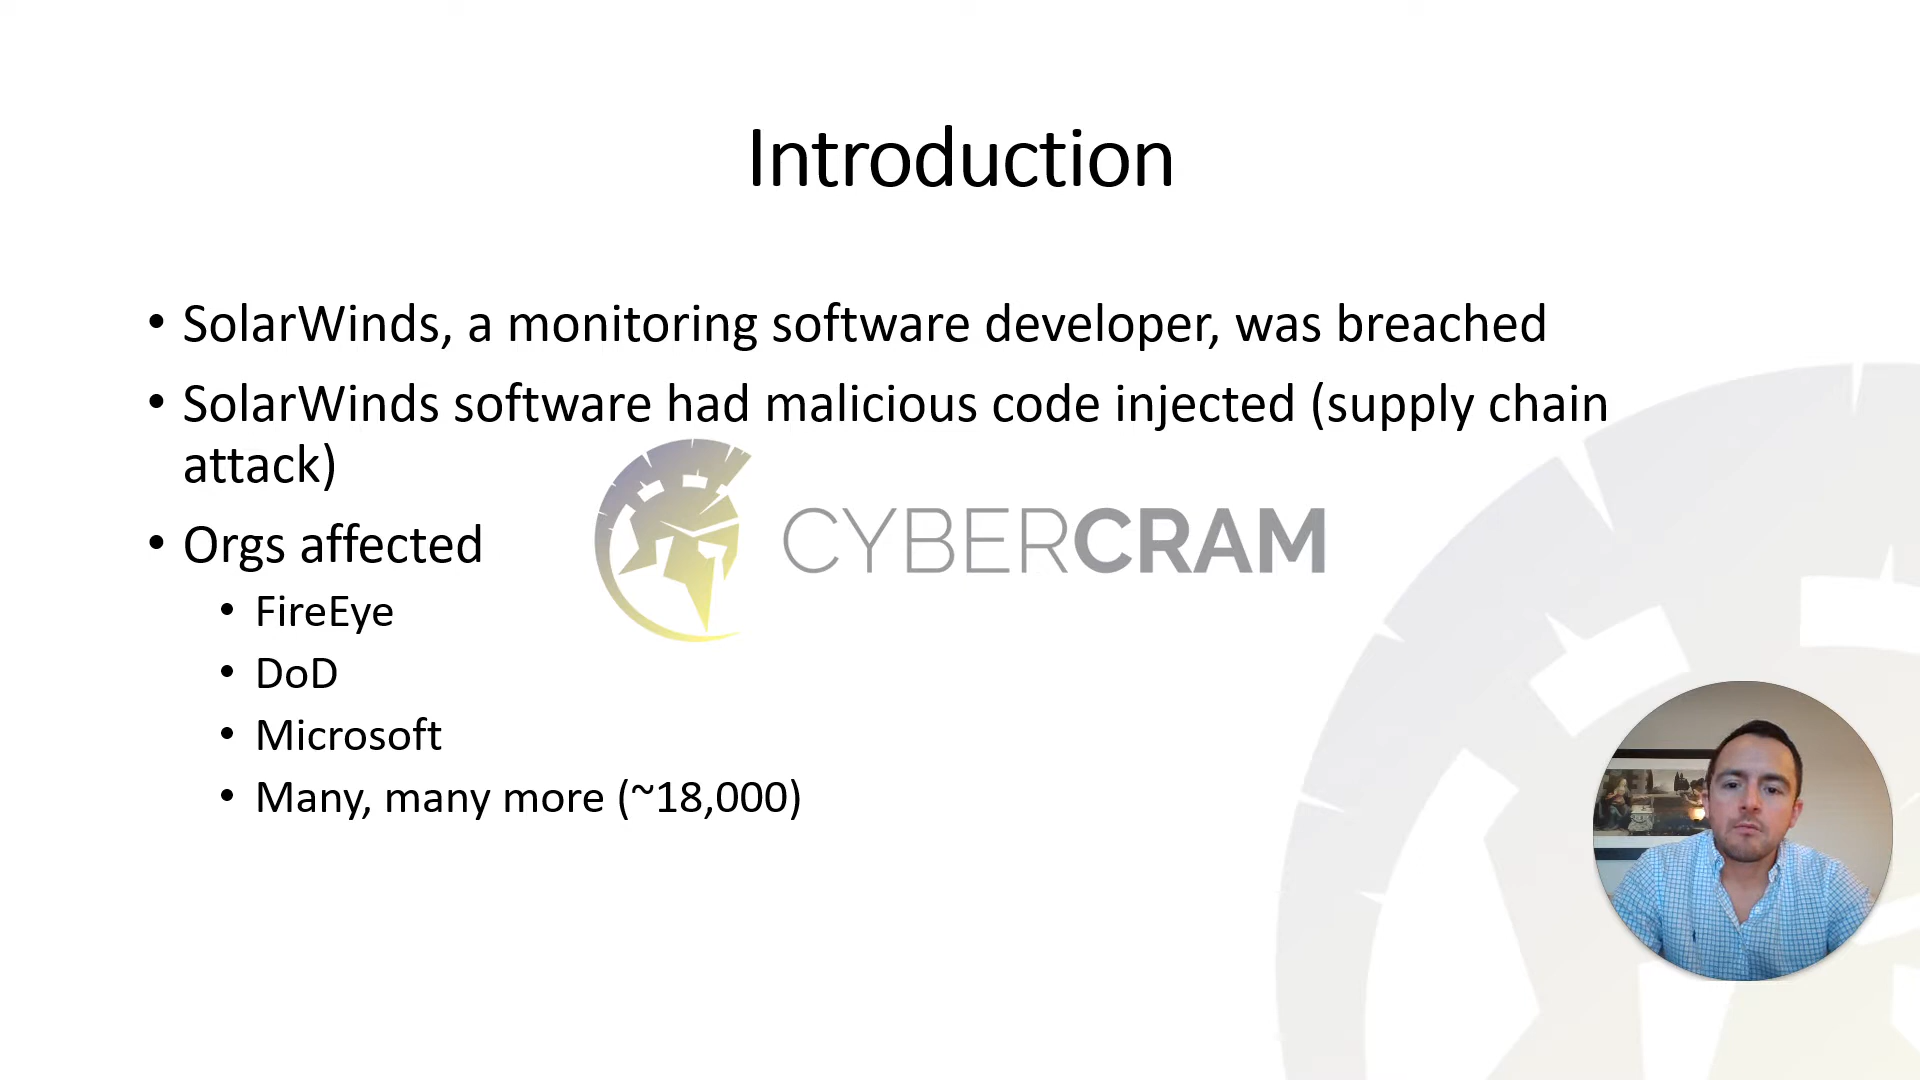 Introduction
• SolarWinds, a monitoring software developer, was breached
• SolarWinds software had malicious code injected (supply chain
attack)
• Orgs affected
CYBERCRAM
• FireEye
• DoD
• Microsoft
• Many, many more (~18,000)